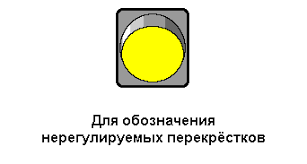 Для обозначения
нерегулируемых перекрёстков